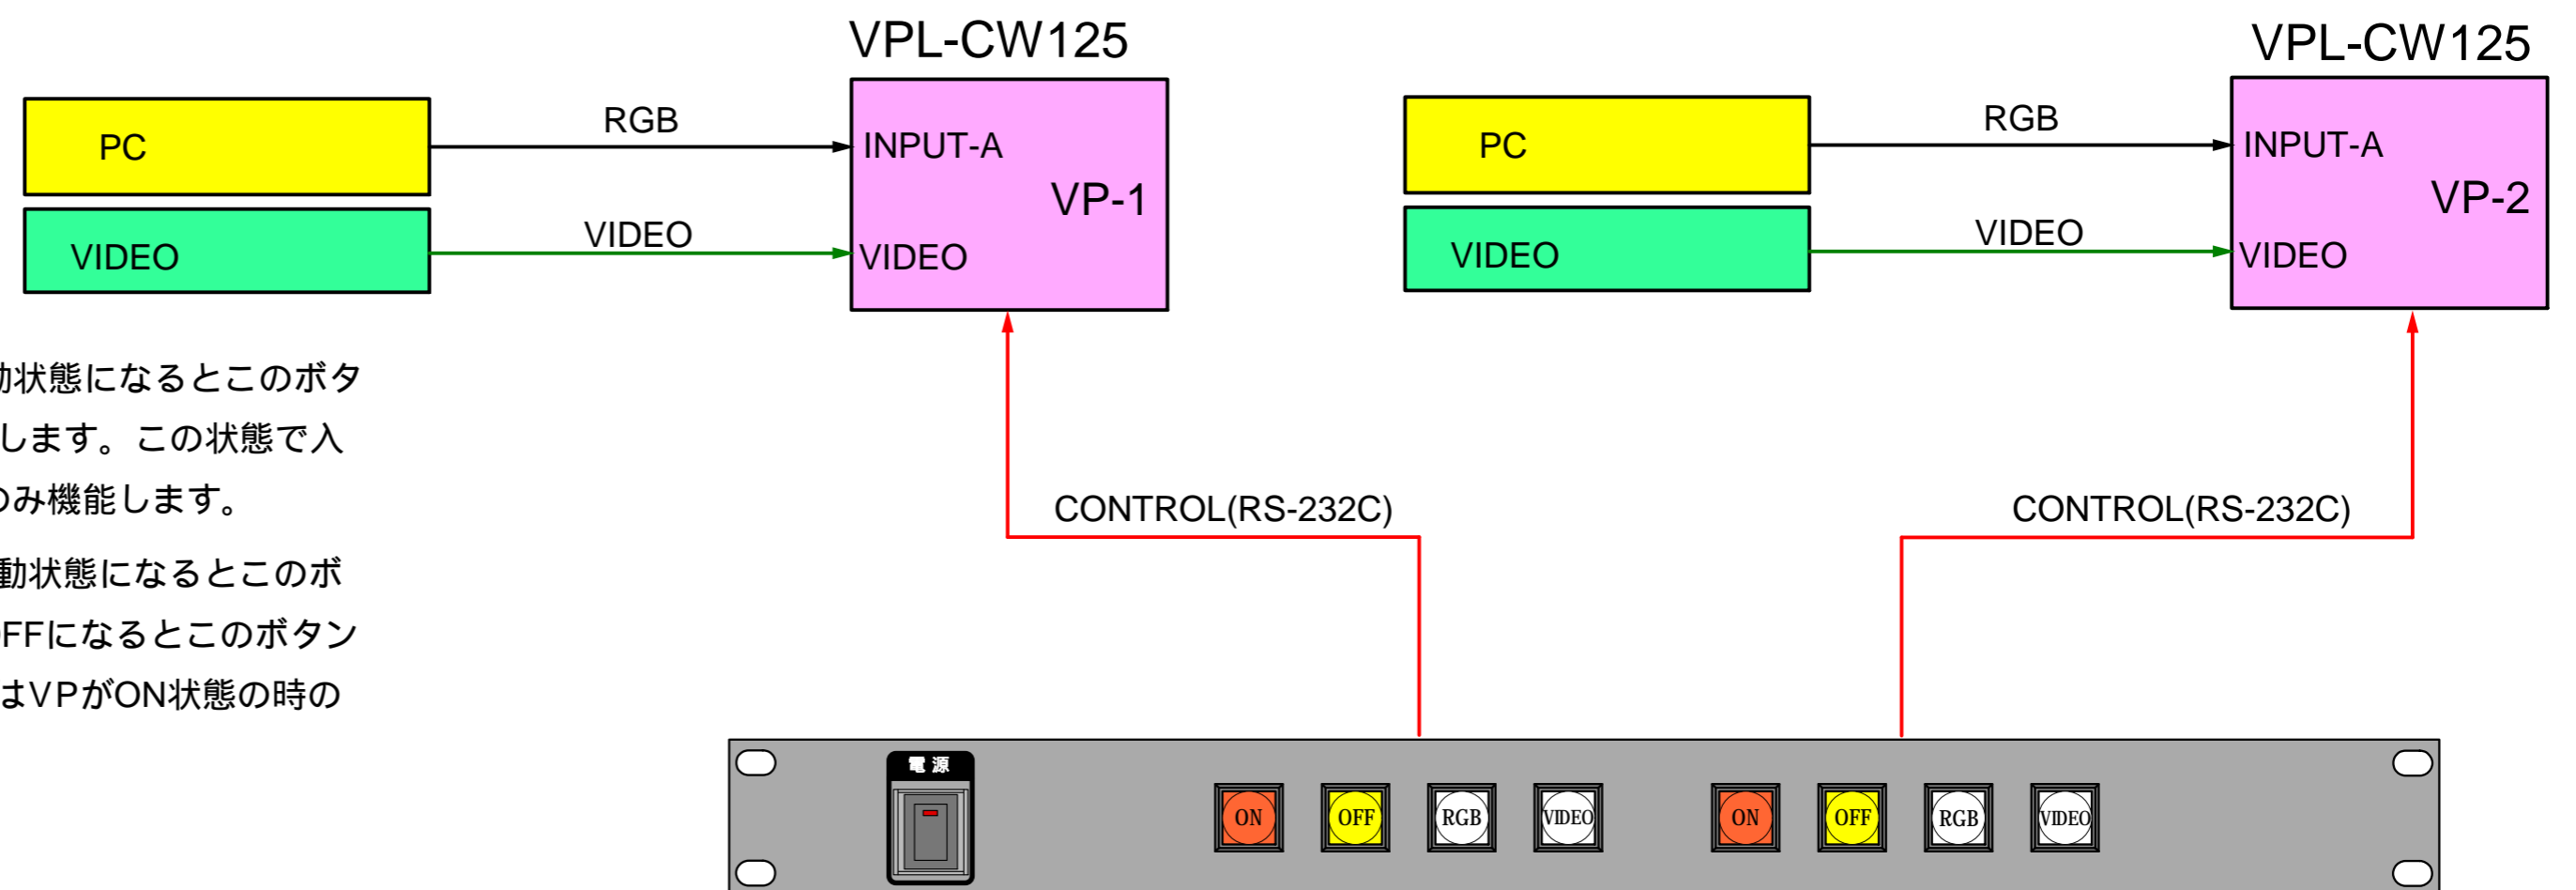 VPL-CW125
VPL-CW125
PC
RGB
INPUT-A
VP-1
VIDEO
VIDEO
VIDEO
PC
RGB
INPUT-A
VP-2
VIDEO
VIDEO
VIDEO
動状態になるとこのボタ
します。この状態で入
のみ機能します。
動状態になるとこのボ
OFFになるとこのボタン
はVPがON状態の時の
CONTROL(RS-232C)
CONTROL(RS-232C)
電源
ON
OFF
RGB
VIDEO
ON
OFF
RGB
VIDEO